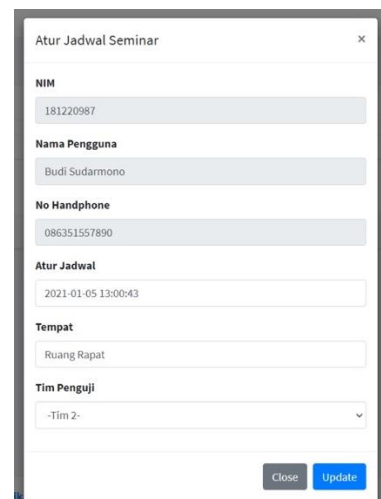 Atur Jadwal Seminar ×
NIM
181220987
Nama Pengguna
Budi Sudarmono
No Handphone
086351557890
Atur Jadwal
2021-01-05 13:00:43
Tempat
Ruang Rapat
Tim Penguji
-Tim 2-
Close Update